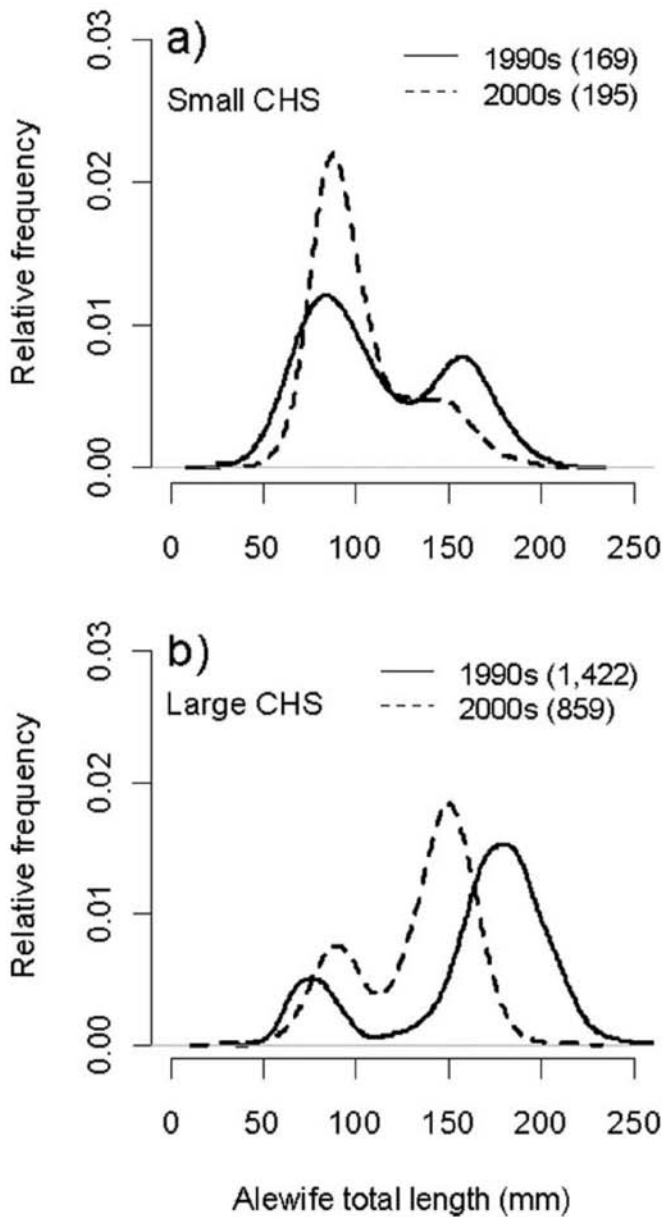 a)
1990s (169)
Small CHS
2000s (195)
Relative frequency
0.00
0.01
0.02
0.03
0 50 100 150 200 250
b)
1990s (1,422)
Large CHS
2000s (859)
Relative frequency
0.00
0.01
0.02
0.03
0 50 100 150 200 250
Alewife total length (mm)